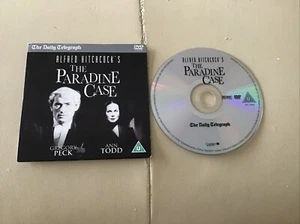 The Daily Telegraph
DVD
ALFRED HITCHCOCK'S
THE
PARADINE
CASE
GREGORY
PECK
ANN
TODD
U
ALFRED HITCHCOCK'S
THE
PARADINE
CASE
The Daily Telegraph